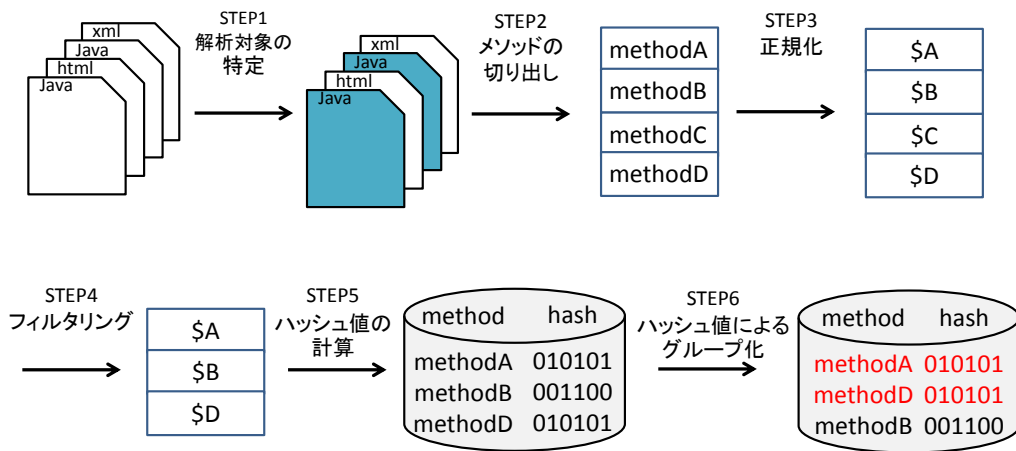 xml
Java
html
Java
STEP1
解析対象の
特定
xml
Java
html
Java
STEP2
メソッドの
切り出し
methodA
methodB
methodC
methodD
STEP3
正規化
$A
$B
$C
$D
STEP4
フィルタリング
$A
$B
$D
STEP5
ハッシュ値の
計算
method hash
methodA 010101
methodB 001100
methodD 010101
STEP6
ハッシュ値による
グループ化
method hash
methodA 010101
methodD 010101
methodB 001100